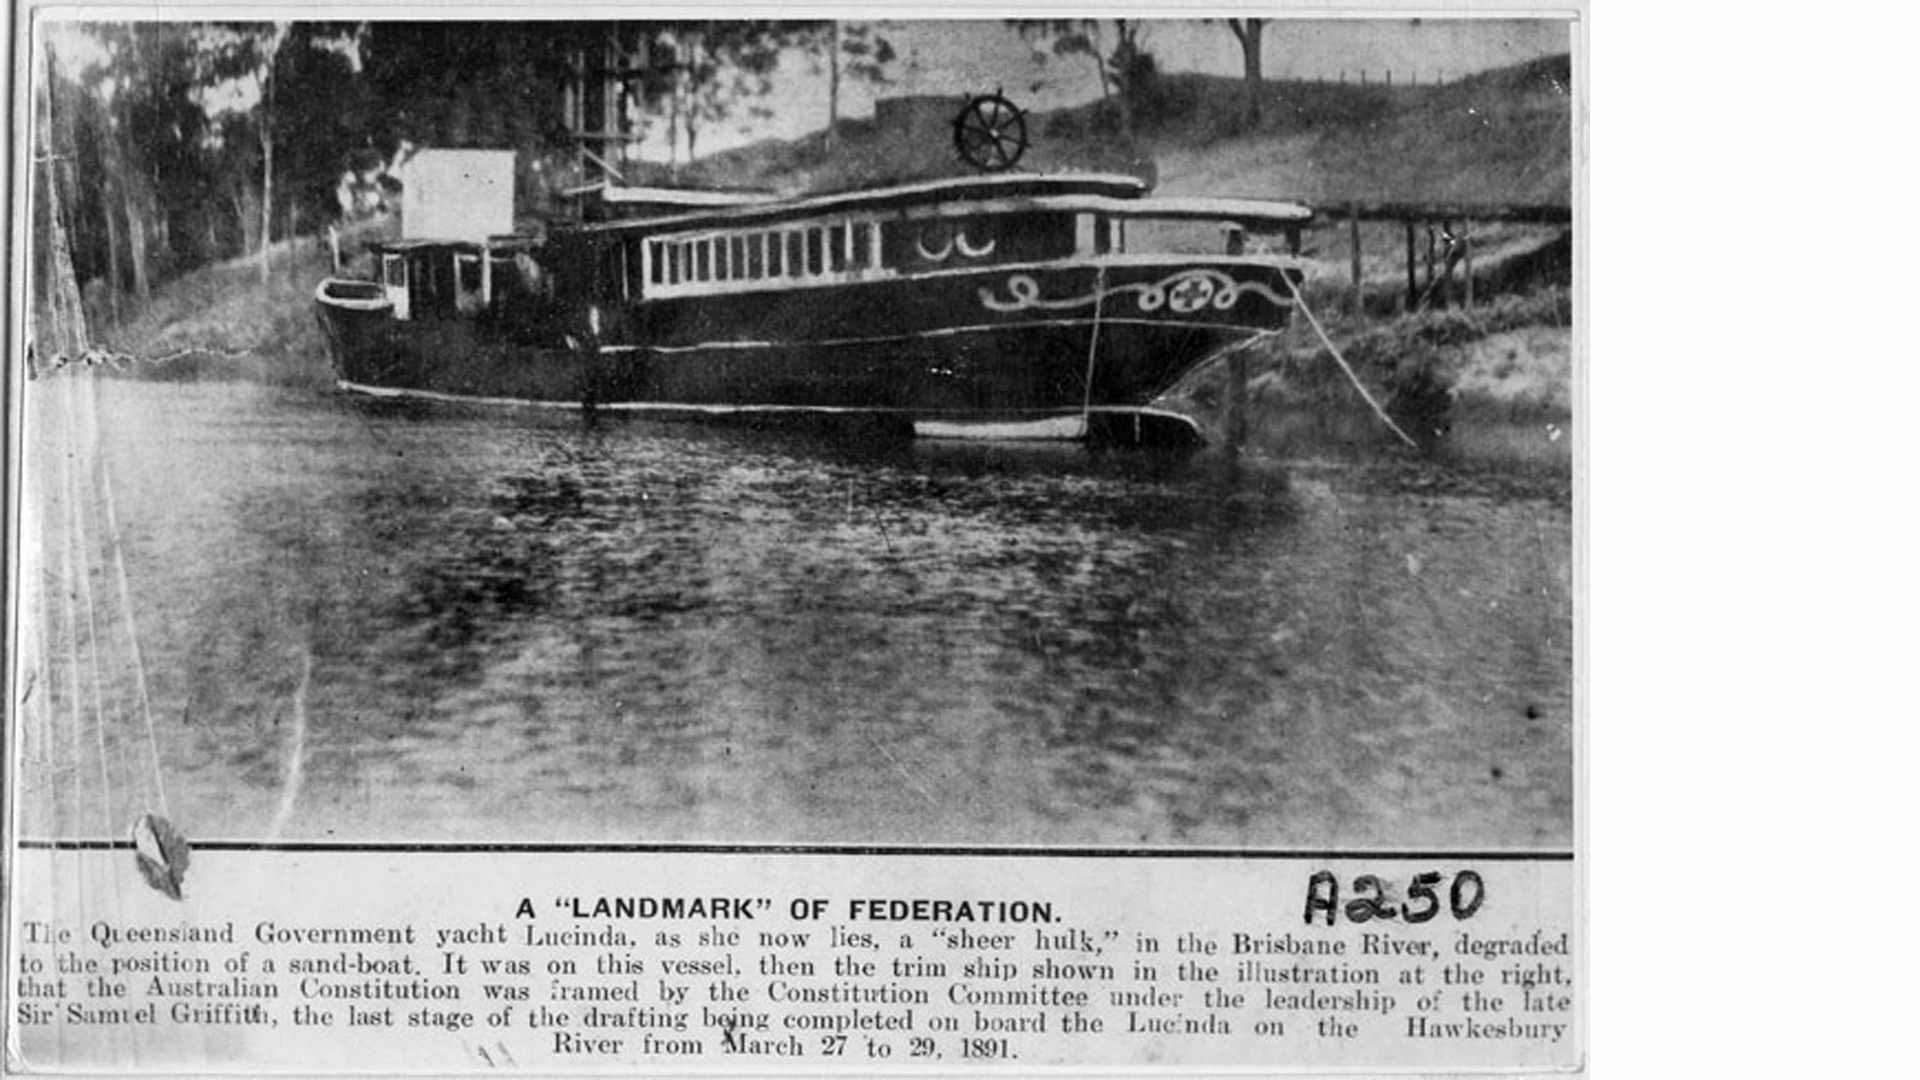 A250
A “LANDMARK” OF FEDERATION.
The Queensland Government yacht Lucinda, as she now lies, a “sheer hulk,” in the Brisbane River, degraded
to the position of a sand-boat. It was on this vessel, then the trim ship shown in the illustration at the right,
that the Australian Constitution was framed by the Constitution Committee under the leadership of the late
Sir Samuel Griffith, the last stage of the drafting being completed on board the Lucinda on the Hawkesbury
River from March 27 to 29, 1891.